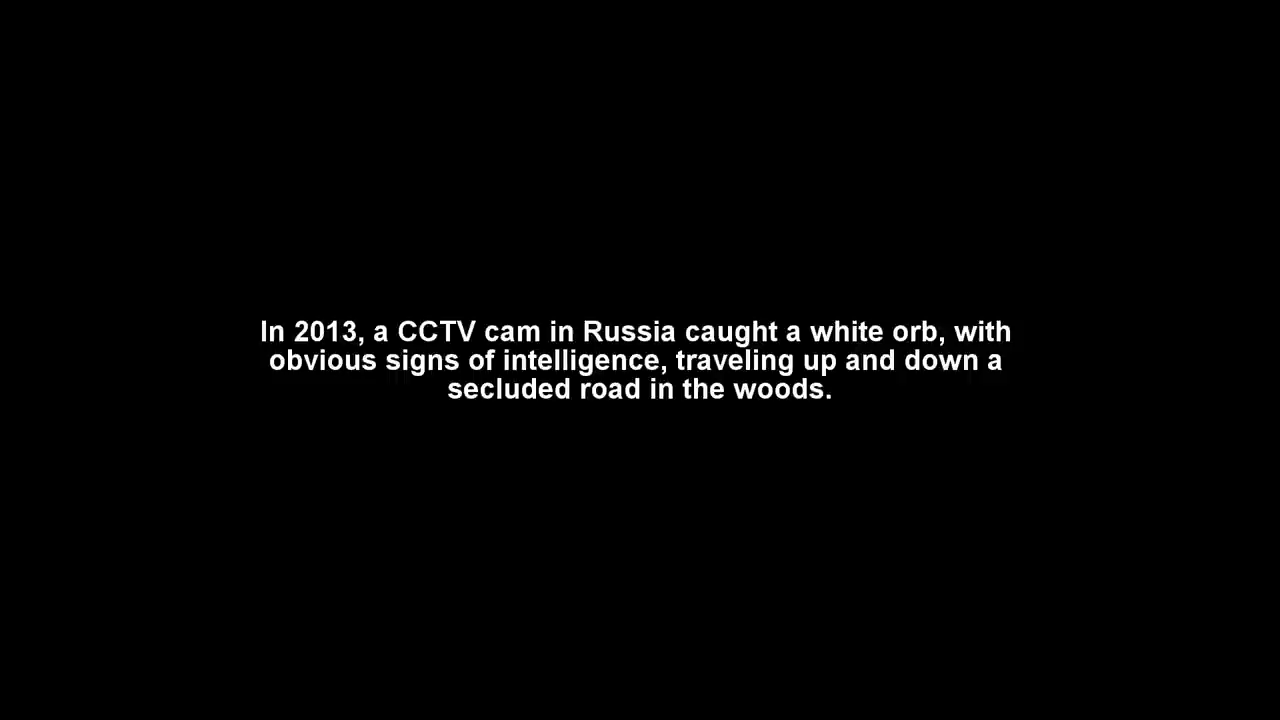 In 2013, a CCTV cam in Russia caught a white orb, with
obvious signs of intelligence, traveling up and down a
secluded road in the woods.